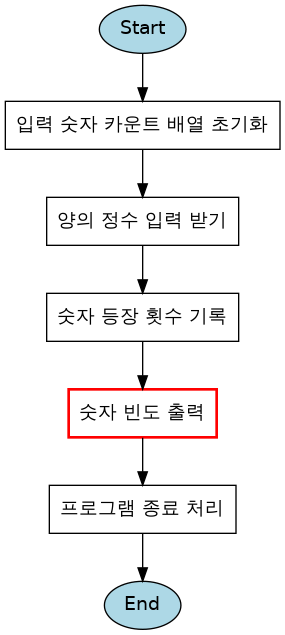 Start
입력 숫자 카운트 배열 초기화
양의 정수 입력 받기
숫자 등장 횟수 기록
숫자 빈도 출력
프로그램 종료 처리
End